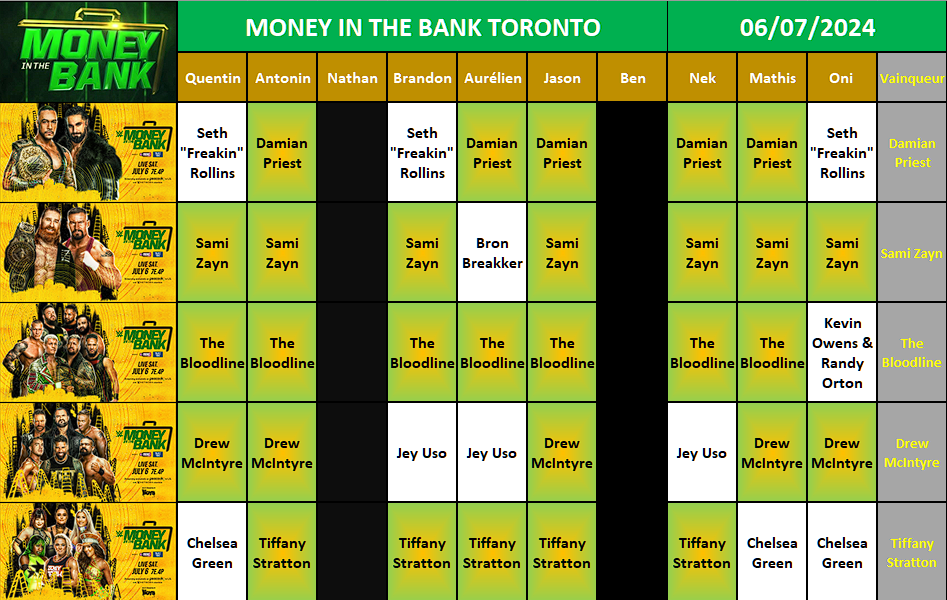 MONEY
IN THE
BANK
MONEY IN THE BANK TORONTO
06/07/2024
Quentin
Antonin
Nathan
Brandon
Aurélien
Jason
Ben
Nek
Mathis
Oni
Vainqueur
MONEY
IN THE
BANK
LIVE SAT.
JULY 6 7E.4P
Seth
"Freakin"
Rollins
Damian
Priest
Seth
"Freakin"
Rollins
Damian
Priest
Damian
Priest
Damian
Priest
Damian
Priest
Seth
"Freakin"
Rollins
Damian
Priest
MONEY
IN THE
BANK
LIVE SAT.
JULY 6 7E.4P
Sami
Zayn
Sami
Zayn
Sami
Zayn
Bron
Breakker
Sami
Zayn
Sami
Zayn
Sami
Zayn
Sami
Zayn
Sami Zayn
MONEY
IN THE
BANK
LIVE SAT.
JULY 6 7E.4P
The
Bloodline
The
Bloodline
The
Bloodline
The
Bloodline
The
Bloodline
The
Bloodline
The
Bloodline
Kevin
Owens &
Randy
Orton
The
Bloodline
MONEY
IN THE
BANK
LIVE SAT.
JULY 6 7E.4P
Drew
McIntyre
Drew
McIntyre
Jey Uso
Jey Uso
Drew
McIntyre
Jey Uso
Drew
McIntyre
Drew
McIntyre
Drew
McIntyre
MONEY
IN THE
BANK
LIVE SAT.
JULY 6 7E.4P
Chelsea
Green
Tiffany
Stratton
Tiffany
Stratton
Tiffany
Stratton
Tiffany
Stratton
Tiffany
Stratton
Chelsea
Green
Chelsea
Green
Tiffany
Stratton